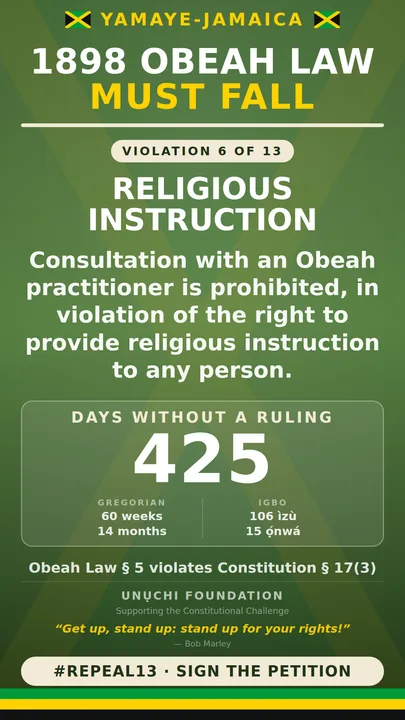 YAMAYE-JAMAICA
1898 OBEAH LAW
MUST FALL
VIOLATION 6 OF 13
RELIGIOUS
INSTRUCTION
Consultation with an Obeah
practitioner is prohibited, in
violation of the right to
provide religious instruction
to any person.
DAYS WITHOUT A RULING
425
GREGORIAN
60 weeks
14 months
IGBO
106 ìzù
15 ọ́nwá
Obeah Law § 5 violates Constitution § 17(3)
UNỤCHI FOUNDATION
Supporting the Constitutional Challenge
“Get up, stand up: stand up for your rights!”
— Bob Marley
#REPEAL13 · SIGN THE PETITION